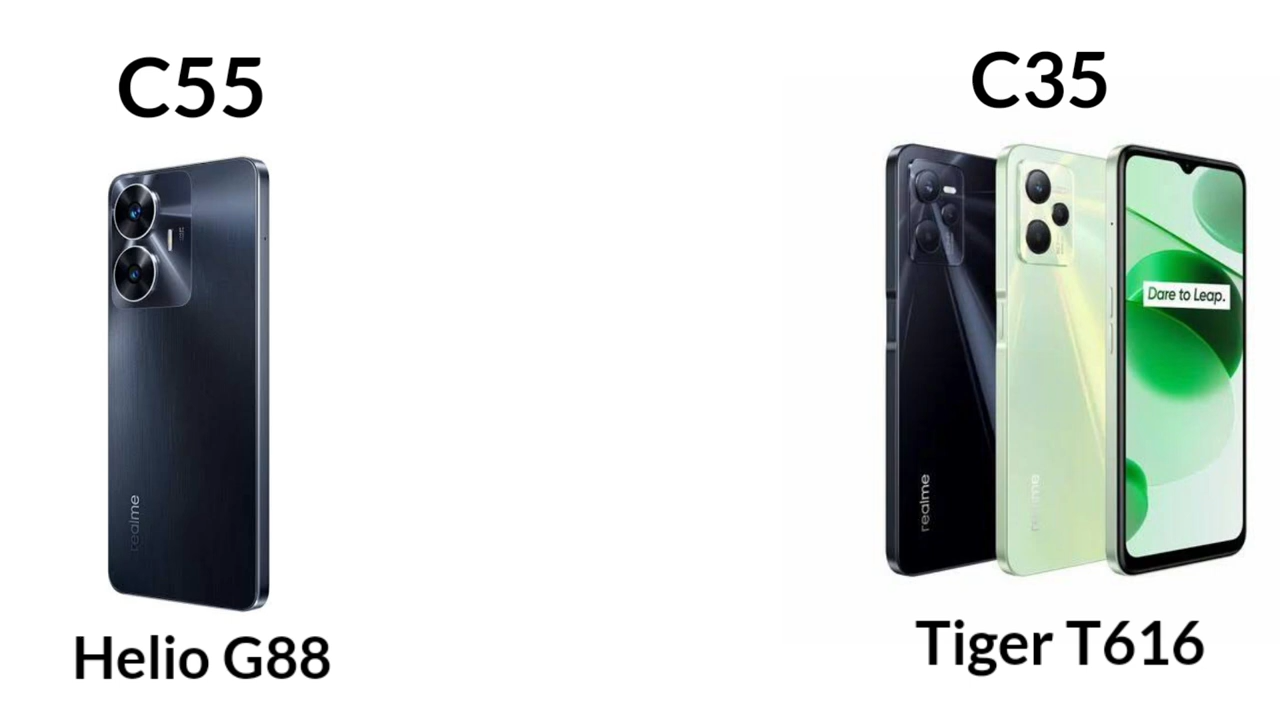 C55
C35
realme
realme
realme
Dare to Leap.
Helio G88
Tiger T616